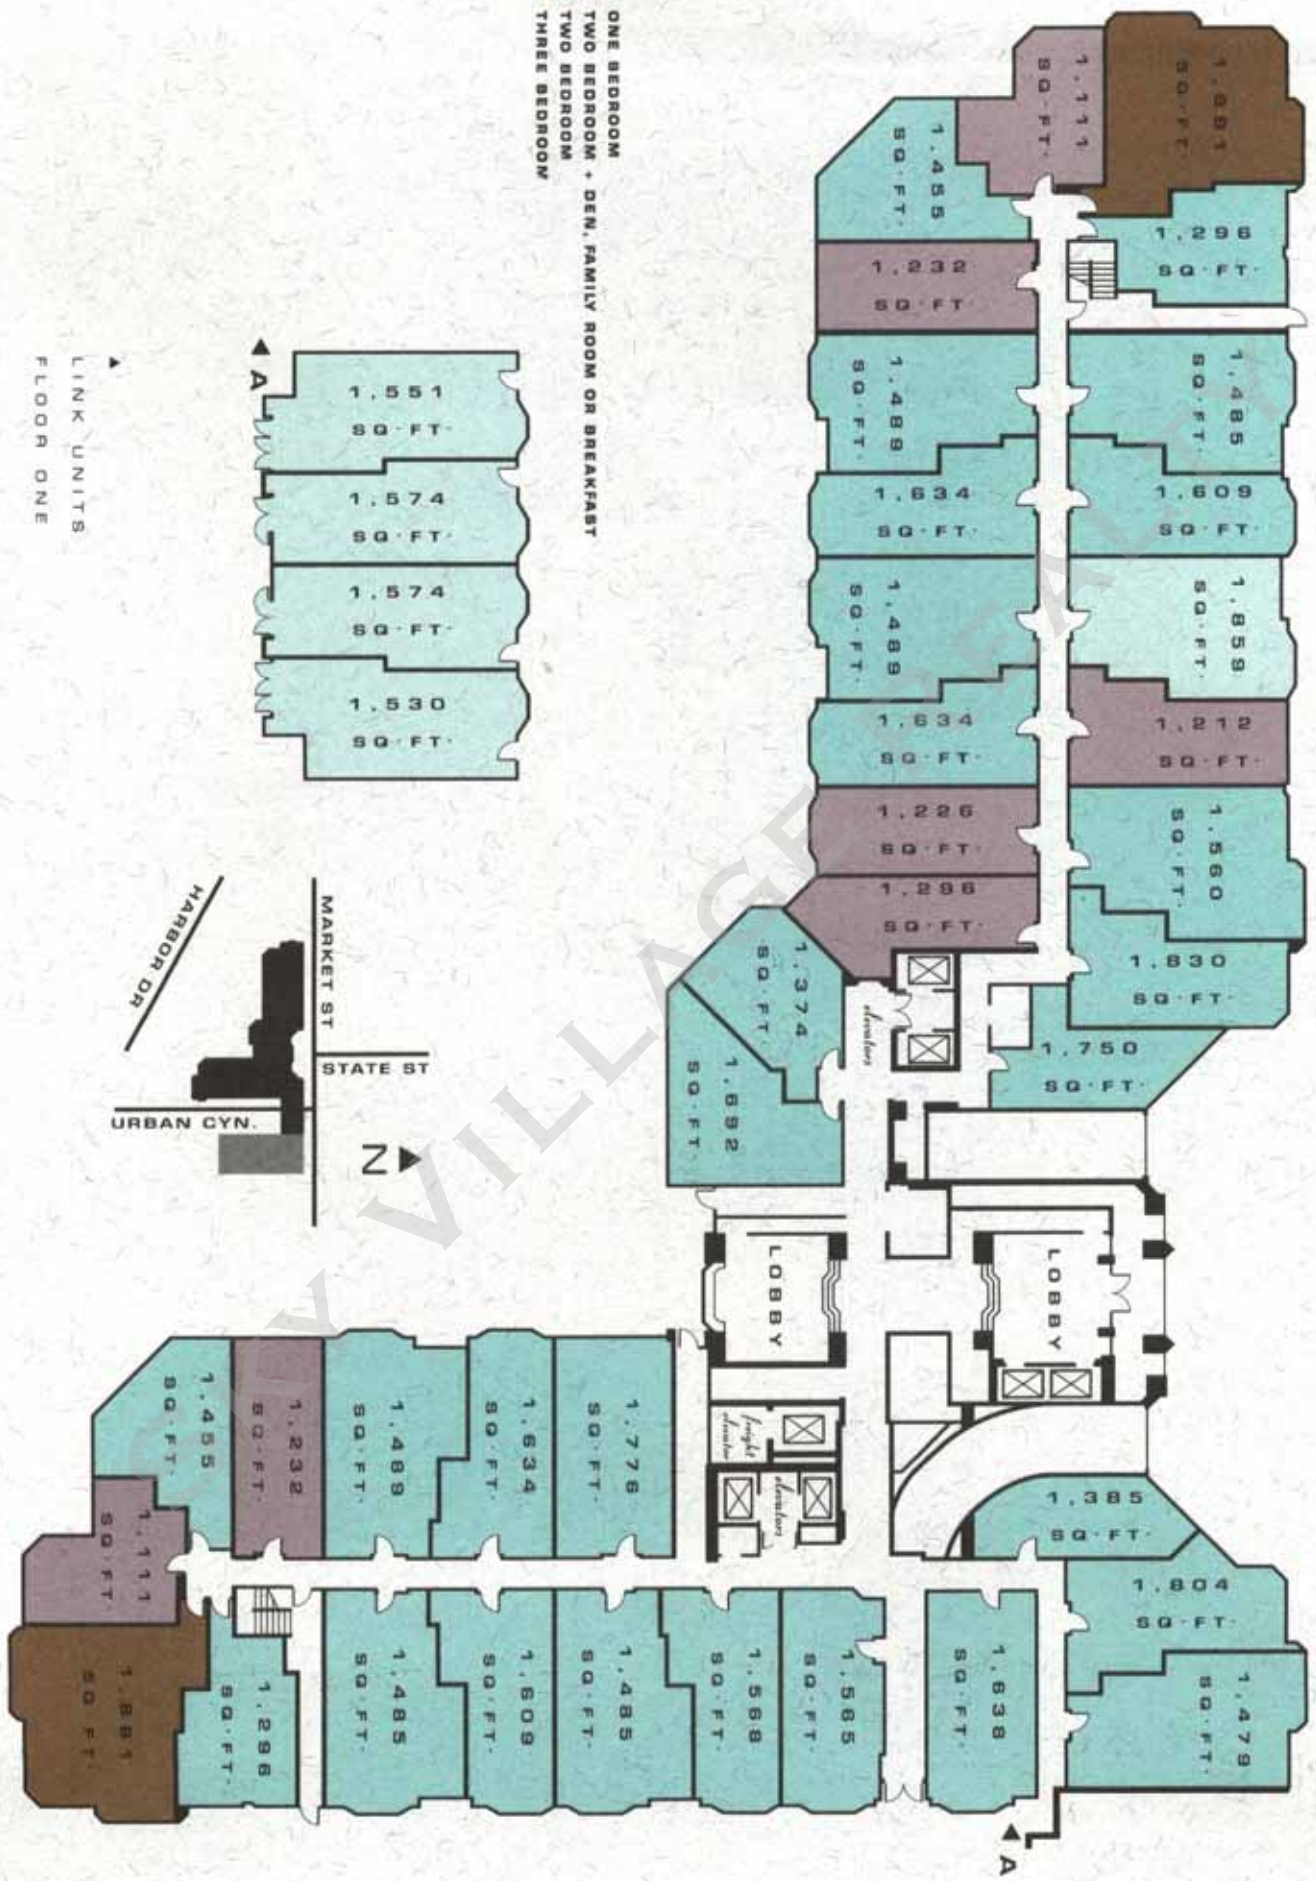 ONE BEDROOM
TWO BEDROOM + DEN, FAMILY ROOM OR BREAKFAST
TWO BEDROOM
THREE BEDROOM
1,881
SQ·FT·
1,111
SQ·FT·
1,455
SQ·FT·
1,296
SQ·FT·
1,232
SQ·FT·
1,489
SQ·FT·
1,485
SQ·FT·
1,634
SQ·FT·
1,609
SQ·FT·
1,489
SQ·FT·
1,859
SQ·FT·
1,634
SQ·FT·
1,212
SQ·FT·
1,226
SQ·FT·
1,560
SQ·FT·
1,296
SQ·FT·
1,830
SQ·FT·
1,374
SQ·FT·
elevators
1,750
SQ·FT·
1,692
SQ·FT·
LOBBY
LOBBY
freight
elevator
elevators
1,385
SQ·FT·
1,804
SQ·FT·
1,479
SQ·FT·
1,638
SQ·FT·
1,565
SQ·FT·
1,568
SQ·FT·
1,485
SQ·FT·
1,609
SQ·FT·
1,485
SQ·FT·
1,296
SQ·FT·
1,881
SQ·FT·
1,111
SQ·FT·
1,455
SQ·FT·
1,232
SQ·FT·
1,489
SQ·FT·
1,634
SQ·FT·
1,776
SQ·FT·
A
A
1,551
SQ·FT·
1,574
SQ·FT·
1,574
SQ·FT·
1,530
SQ·FT·
LINK UNITS
FLOOR ONE
MARKET ST
HARBOR DR
STATE ST
URBAN CYN.
N
VILLAGE REALTY